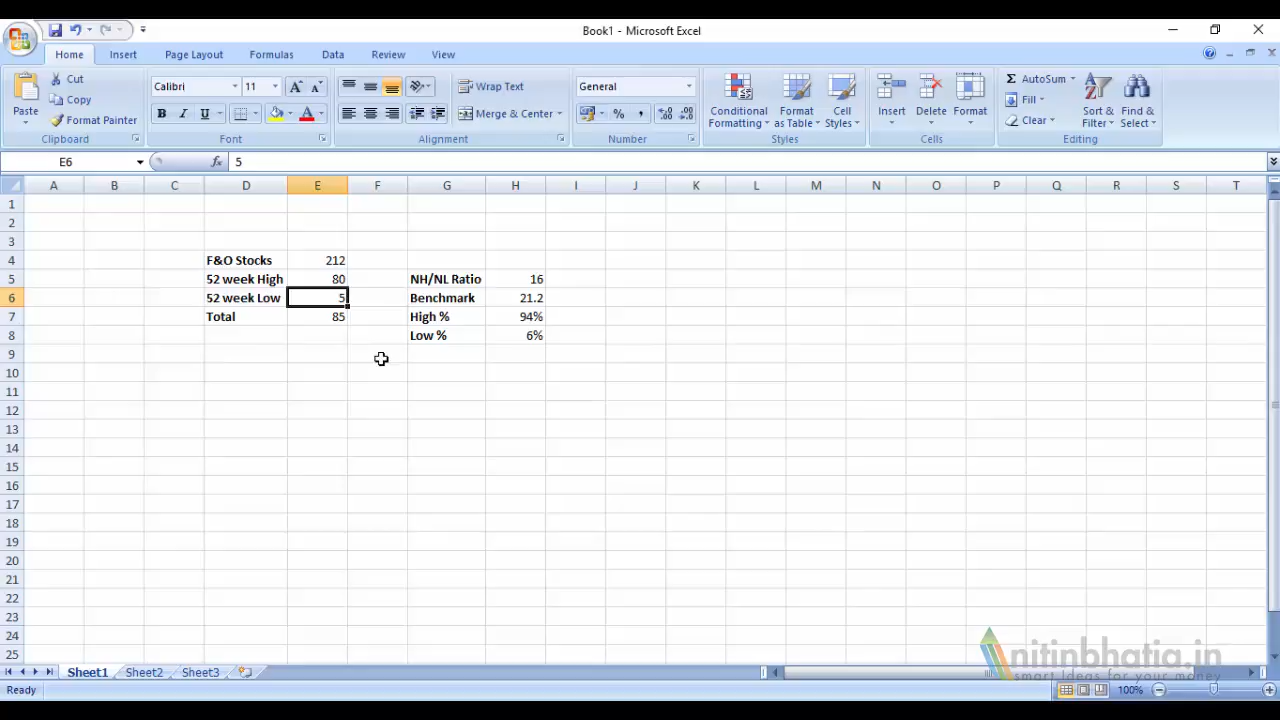 Book1 - Microsoft Excel
Home Insert Page Layout Formulas Data Review View
Paste Cut Copy Format Painter Clipboard
Calibri 11 A A B I U A Font
Wrap Text Merge & Center Alignment
General % , .0 .00 .00 .0 Number
Conditional Formatting Format as Table Cell Styles Styles
Insert Delete Format Cells
Σ AutoSum Fill Clear Sort & Filter Find & Select Editing
E6 fx 5
A B C D E F G H I J K L M N O P Q R S T
1
2
3
4 F&O Stocks 212
5 52 week High 80 NH/NL Ratio 16
6 52 week Low 5 Benchmark 21.2
7 Total 85 High % 94%
8 Low % 6%
9
10
11
12
13
14
15
16
17
18
19
20
21
22
23
24
25
nitinbhatia.in
smart ideas for your money
Sheet1 Sheet2 Sheet3
Ready 100%